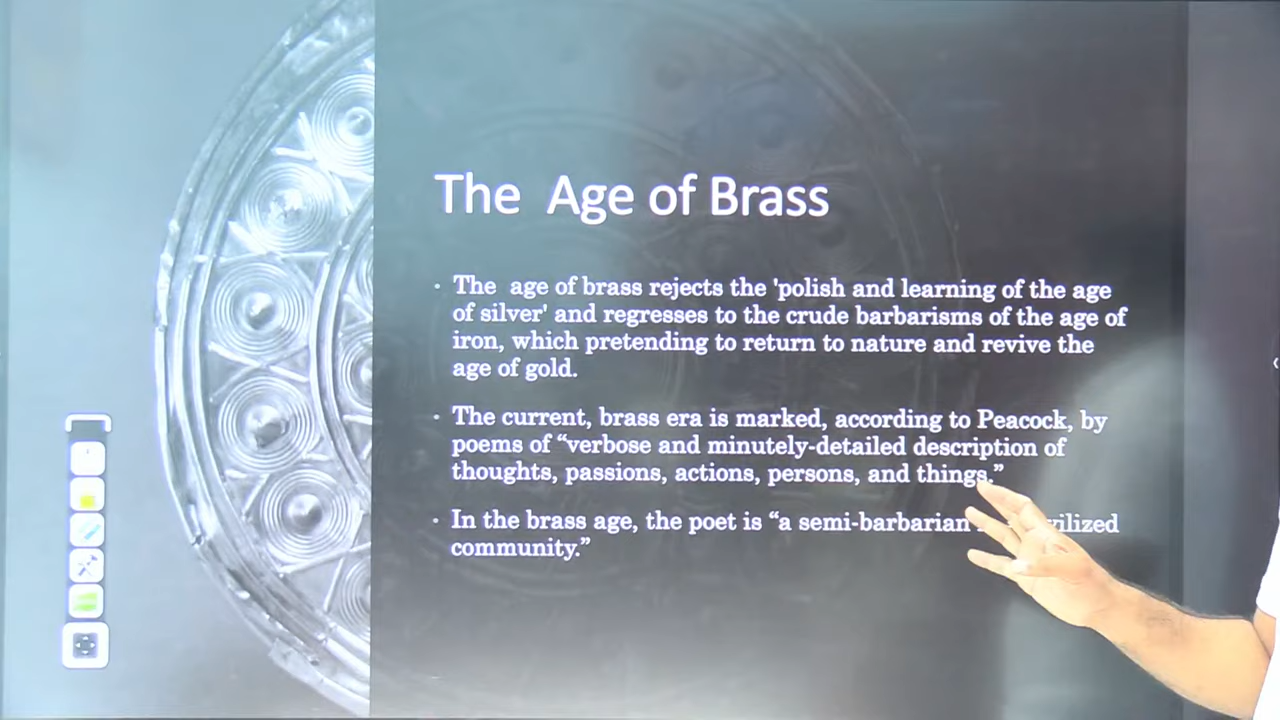 The Age of Brass
· The age of brass rejects the 'polish and learning of the age
of silver' and regresses to the crude barbarisms of the age of
iron, which pretending to return to nature and revive the
age of gold.
· The current, brass era is marked, according to Peacock, by
poems of “verbose and minutely-detailed description of
thoughts, passions, actions, persons, and things.”
· In the brass age, the poet is “a semi-barbarian
community.”